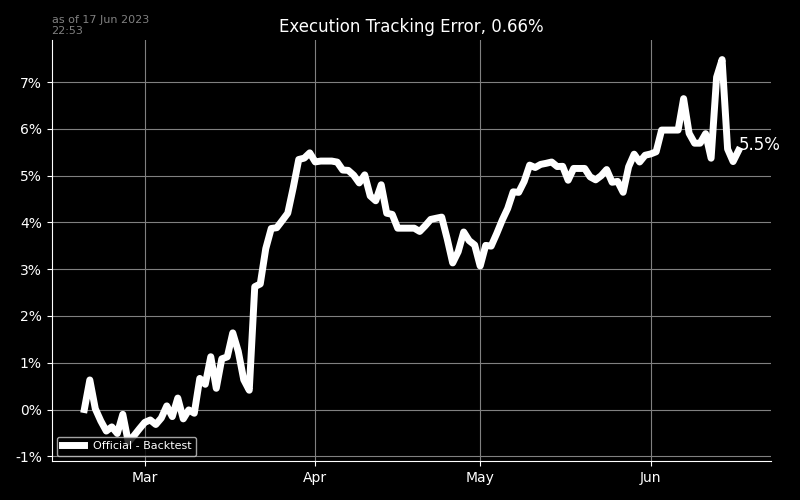 as of 17 Jun 2023
22:53
Execution Tracking Error, 0.66%
7%
6%
5%
4%
3%
2%
1%
0%
-1%
5.5%
Official - Backtest
Mar
Apr
May
Jun